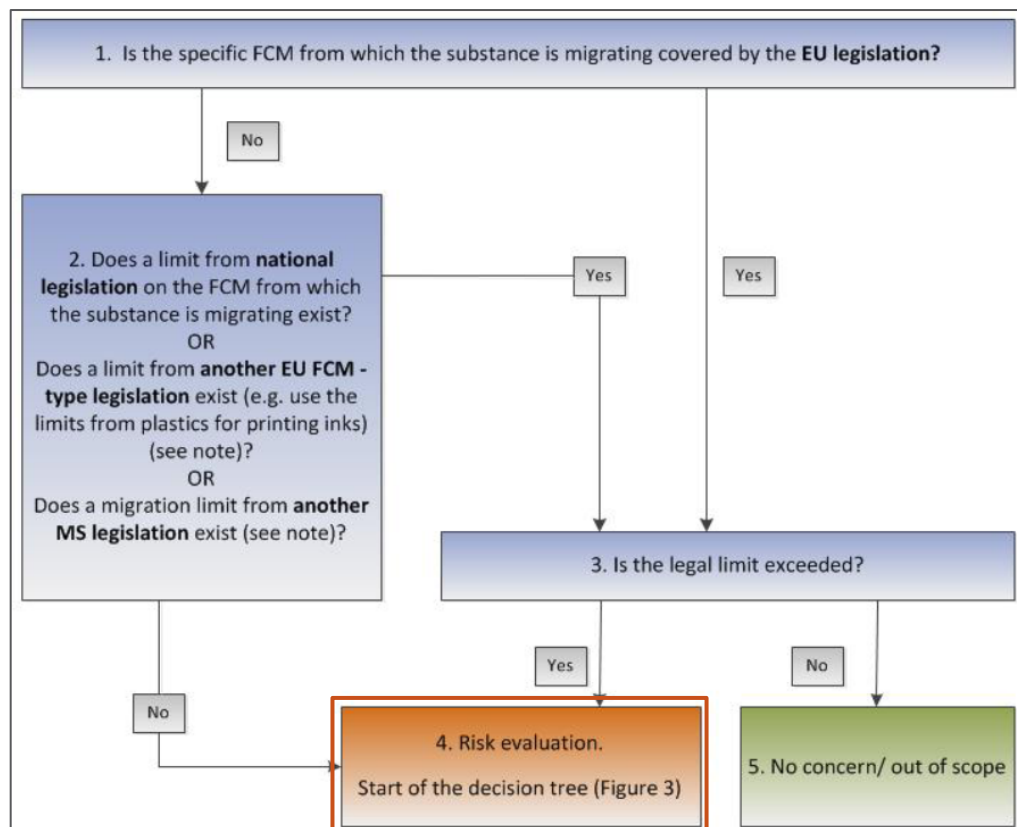 1. Is the specific FCM from which the substance is migrating covered by the EU legislation?
No
2. Does a limit from national
legislation on the FCM from which
the substance is migrating exist?
OR
Does a limit from another EU FCM -
type legislation exist (e.g. use the
limits from plastics for printing inks)
(see note)?
OR
Does a migration limit from another
MS legislation exist (see note)?
Yes
Yes
3. Is the legal limit exceeded?
Yes
No
No
4. Risk evaluation.
Start of the decision tree (Figure 3)
5. No concern/ out of scope